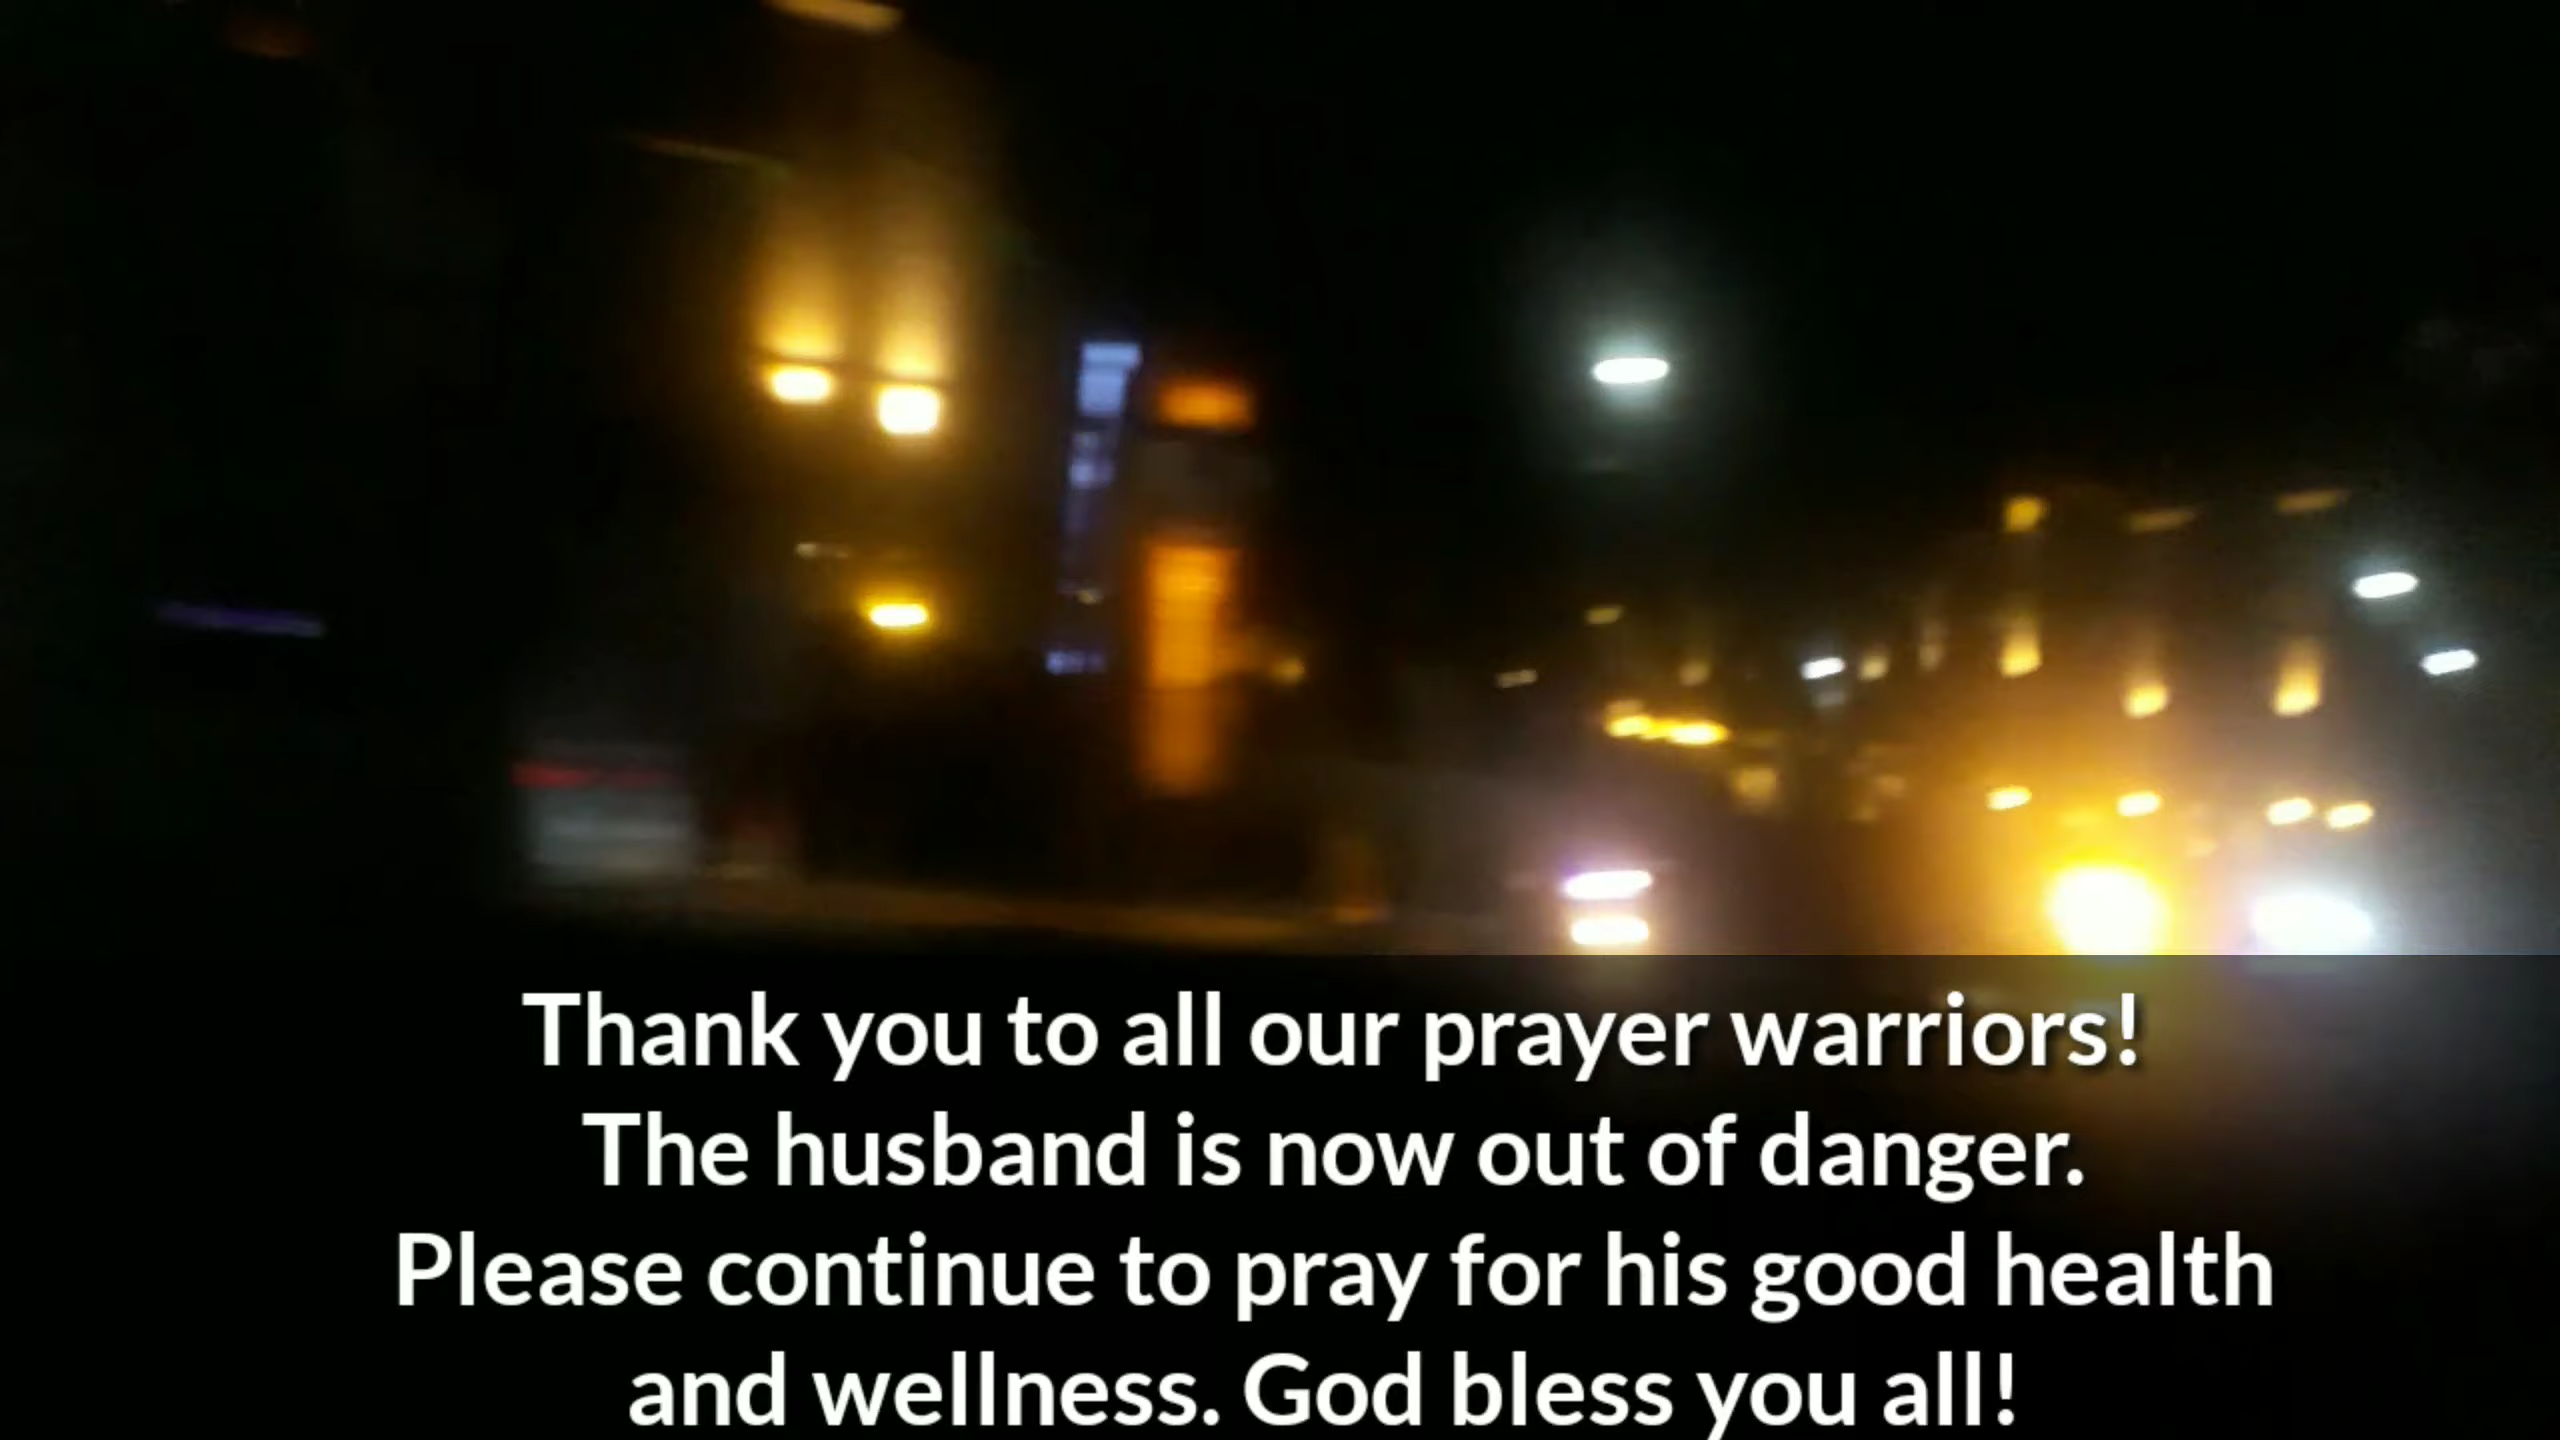 Thank you to all our prayer warriors!
The husband is now out of danger.
Please continue to pray for his good health
and wellness. God bless you all!